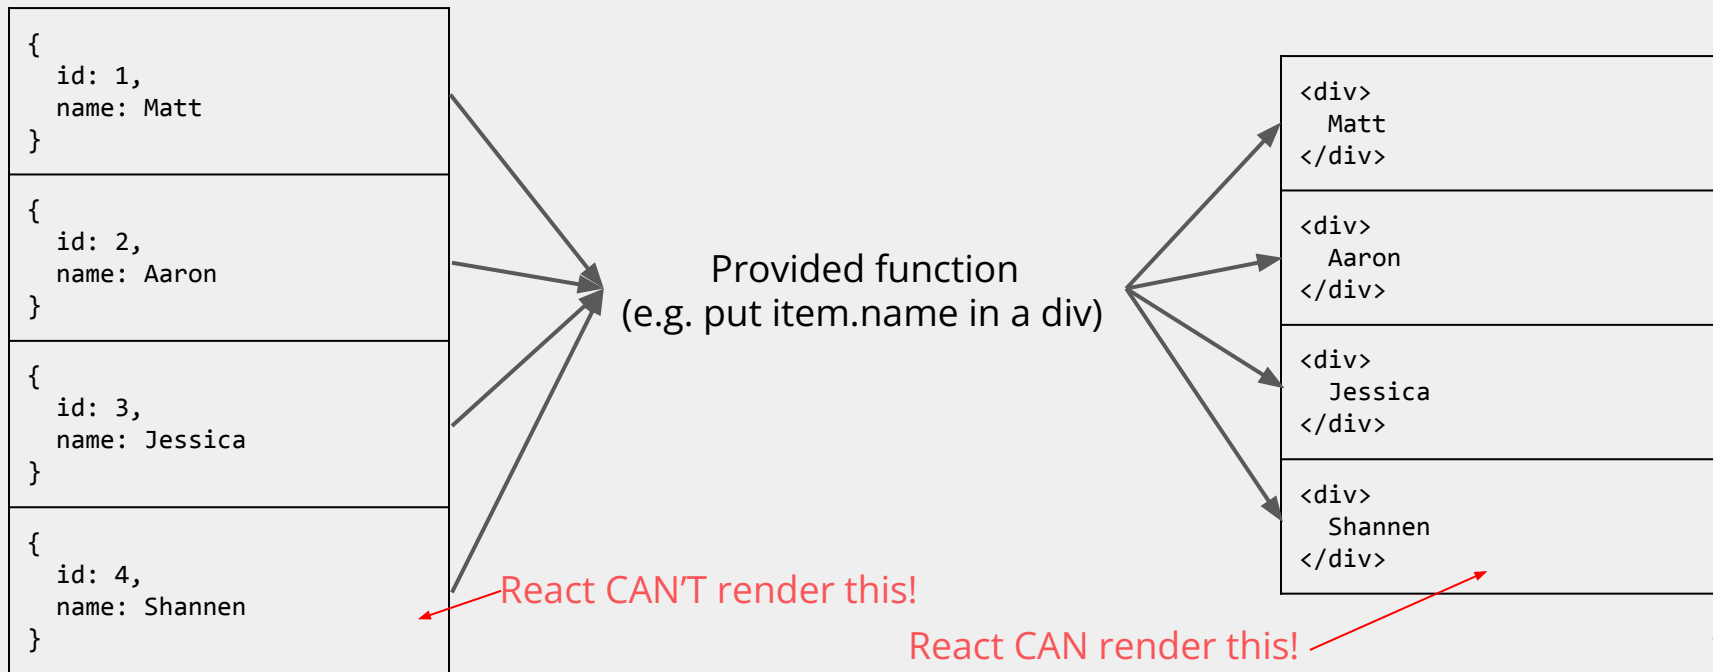 {
  id: 1,
  name: Matt
}
{
  id: 2,
  name: Aaron
}
{
  id: 3,
  name: Jessica
}
{
  id: 4,
  name: Shannen
}
Provided function
(e.g. put item.name in a div)
<div>
  Matt
</div>
<div>
  Aaron
</div>
<div>
  Jessica
</div>
<div>
  Shannen
</div>
React CAN’T render this!
React CAN render this!